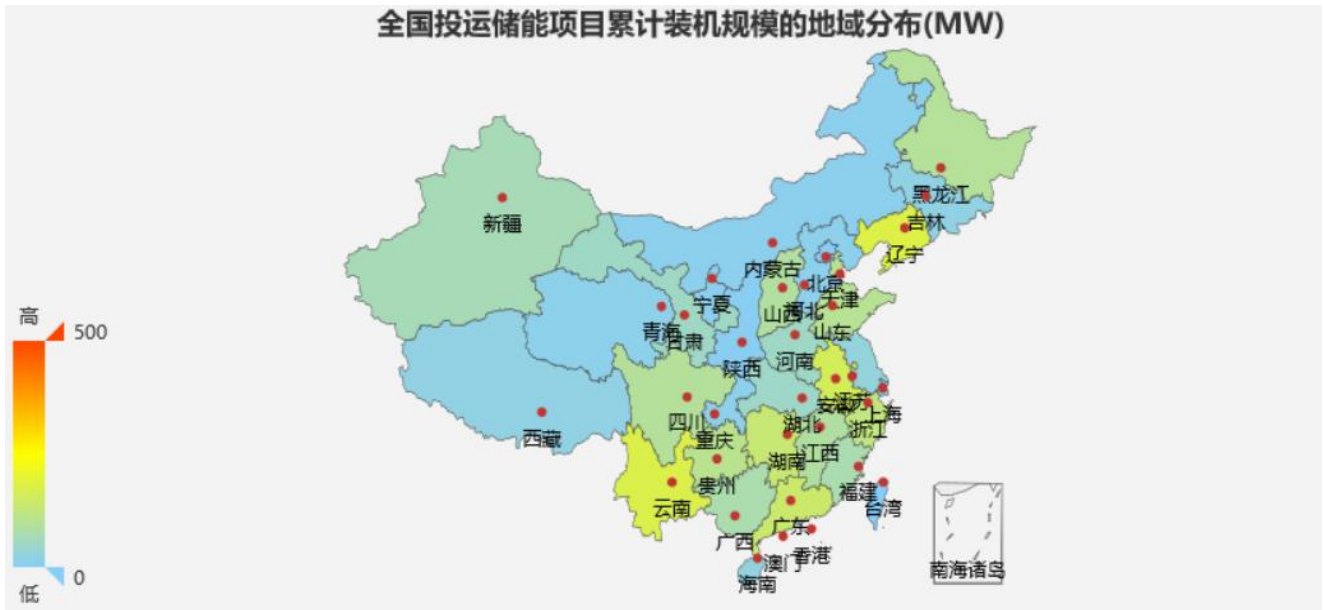 全国投运储能项目累计装机规模的地域分布(MW)
黑龙江
吉林
新疆
辽宁
内蒙古
北京
天津
宁夏
山西
河北
高
500
青海
甘肃
山东
陕西
河南
四川
安徽
江苏
上海
重庆
湖北
浙江
西藏
湖南
江西
贵州
福建
云南
台湾
广西
广东
香港
澳门
海南
南海诸岛
0
低